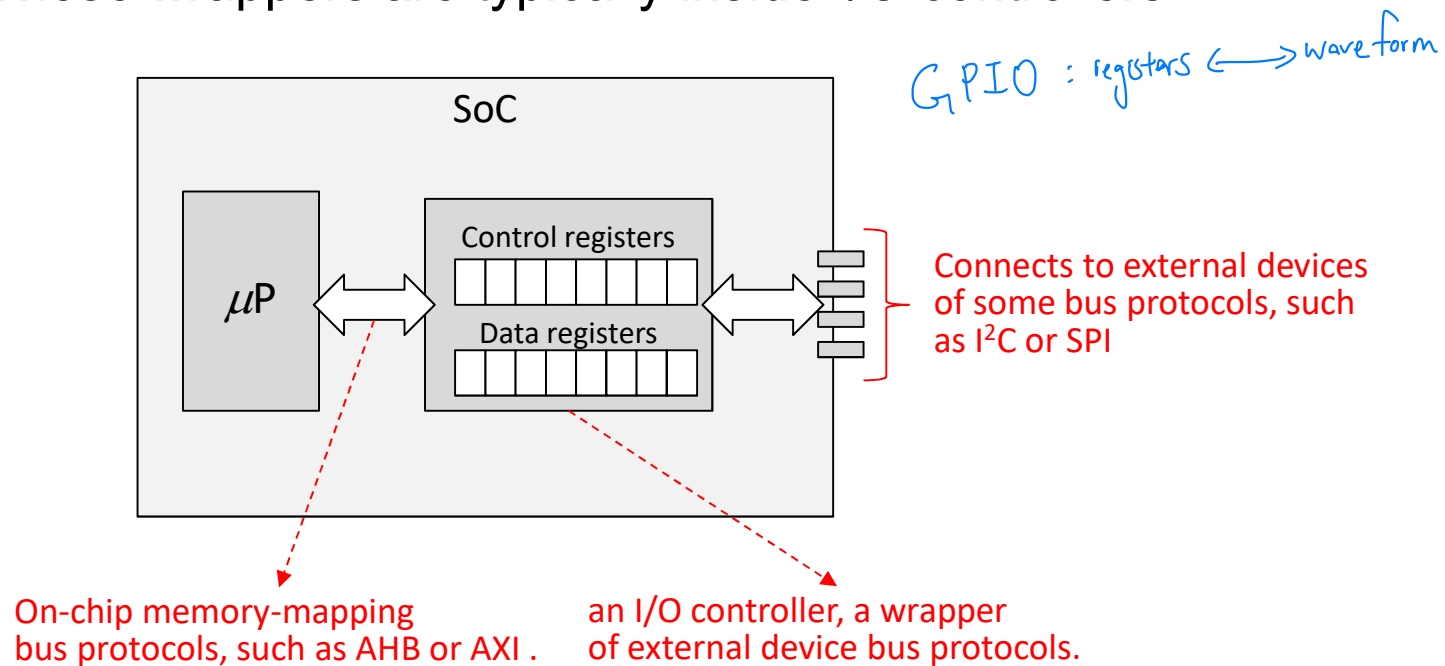 GPIO : registers ⟷ waveform
SoC
μP
Control registers
Data registers
Connects to external devices
of some bus protocols, such
as I²C or SPI
On-chip memory-mapping
bus protocols, such as AHB or AXI .
an I/O controller, a wrapper
of external device bus protocols.